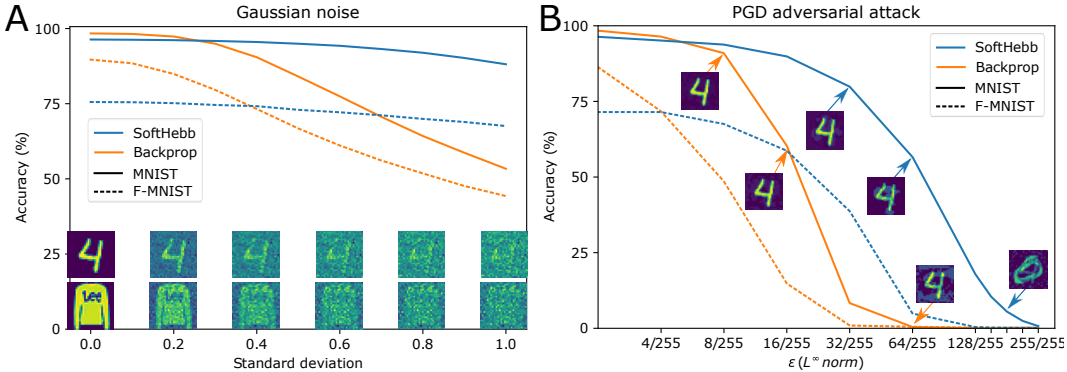 A
Gaussian noise
Accuracy (%)
100
75
50
25
0
SoftHebb
Backprop
MNIST
F-MNIST
Lee
0.0 0.2 0.4 0.6 0.8 1.0
Standard deviation
B
PGD adversarial attack
Accuracy (%)
100
75
50
25
0
SoftHebb
Backprop
MNIST
F-MNIST
4/255 8/255 16/255 32/255 64/255 128/255 255/255
ε (L∞ norm)